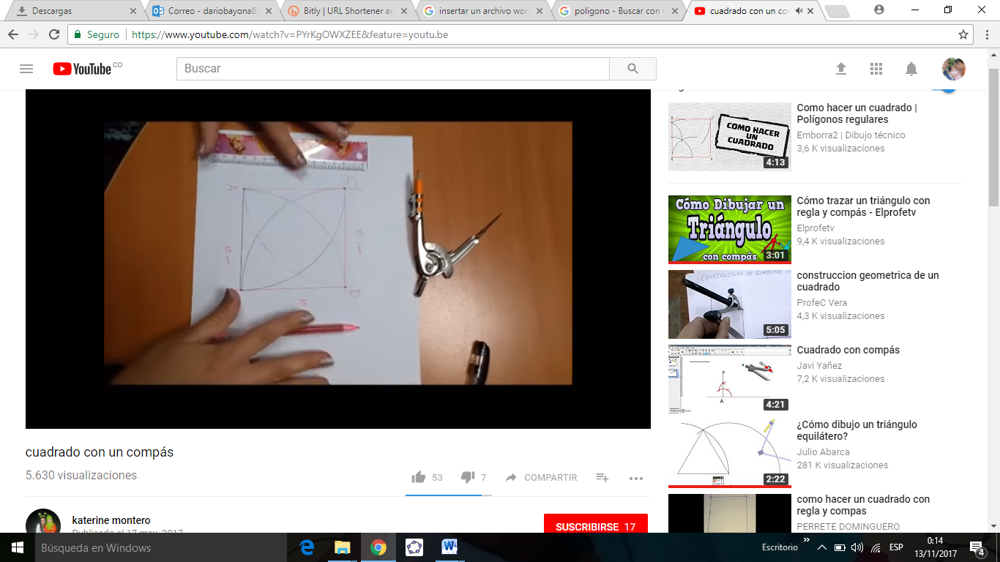 Descargas
Correo - dariobayona85
Bitly | URL Shortener an
insertar un archivo wor
poligono - Buscar con G
cuadrado con un co
Seguro
https://www.youtube.com/watch?v=PYrKgOWXZEE&feature=youtu.be
YouTube CO
Buscar
A
C
10 cm
D
cuadrado con un compás
5.630 visualizaciones
53
7
COMPARTIR
katerine montero
Publicado el 17 may. 2017
SUSCRIBIRSE 17
COMO HACER
UN
CUADRADO
4:13
Como hacer un cuadrado |
Polígonos regulares
Emborra2 | Dibujo técnico
3,6 K visualizaciones
Cómo Dibujar un
Triángulo
con compás
3:01
Cómo trazar un triángulo con
regla y compás - Elprofetv
Elprofetv
9,4 K visualizaciones
CONSTRUCCIÓN DE CUADRADO
5:05
construccion geometrica de un
cuadrado
ProfeC Vera
4,3 K visualizaciones
A
4:21
Cuadrado con compás
Javi Yañez
7,2 K visualizaciones
2:22
¿Cómo dibujo un triángulo
equilátero?
Julio Abarca
281 K visualizaciones
como hacer un cuadrado con
regla y compas
PERRETE DOMINGUERO
Búsqueda en Windows
Escritorio
ESP
0:14
13/11/2017
4